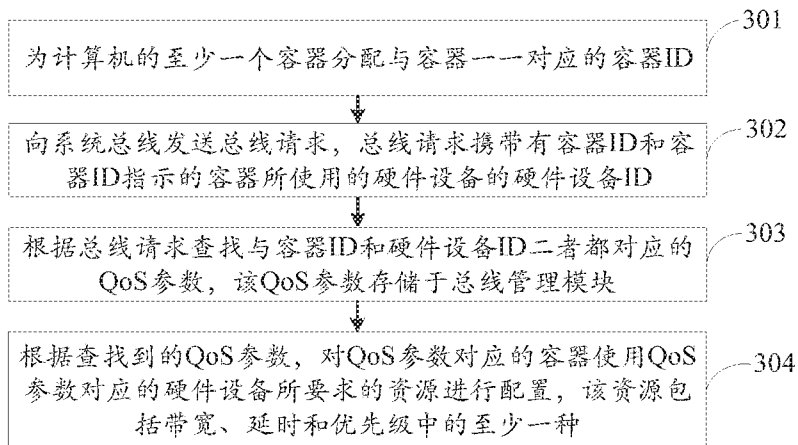 301
为计算机的至少一个容器分配与容器一一对应的容器ID
302
向系统总线发送总线请求，总线请求携带有容器ID和容
器ID指示的容器所使用的硬件设备的硬件设备ID
303
根据总线请求查找与容器ID和硬件设备ID二者都对应的
QoS参数，该QoS参数存储于总线管理模块
304
根据查找到的QoS参数，对QoS参数对应的容器使用QoS
参数对应的硬件设备所要求的资源进行配置，该资源包
括带宽、延时和优先级中的至少一种